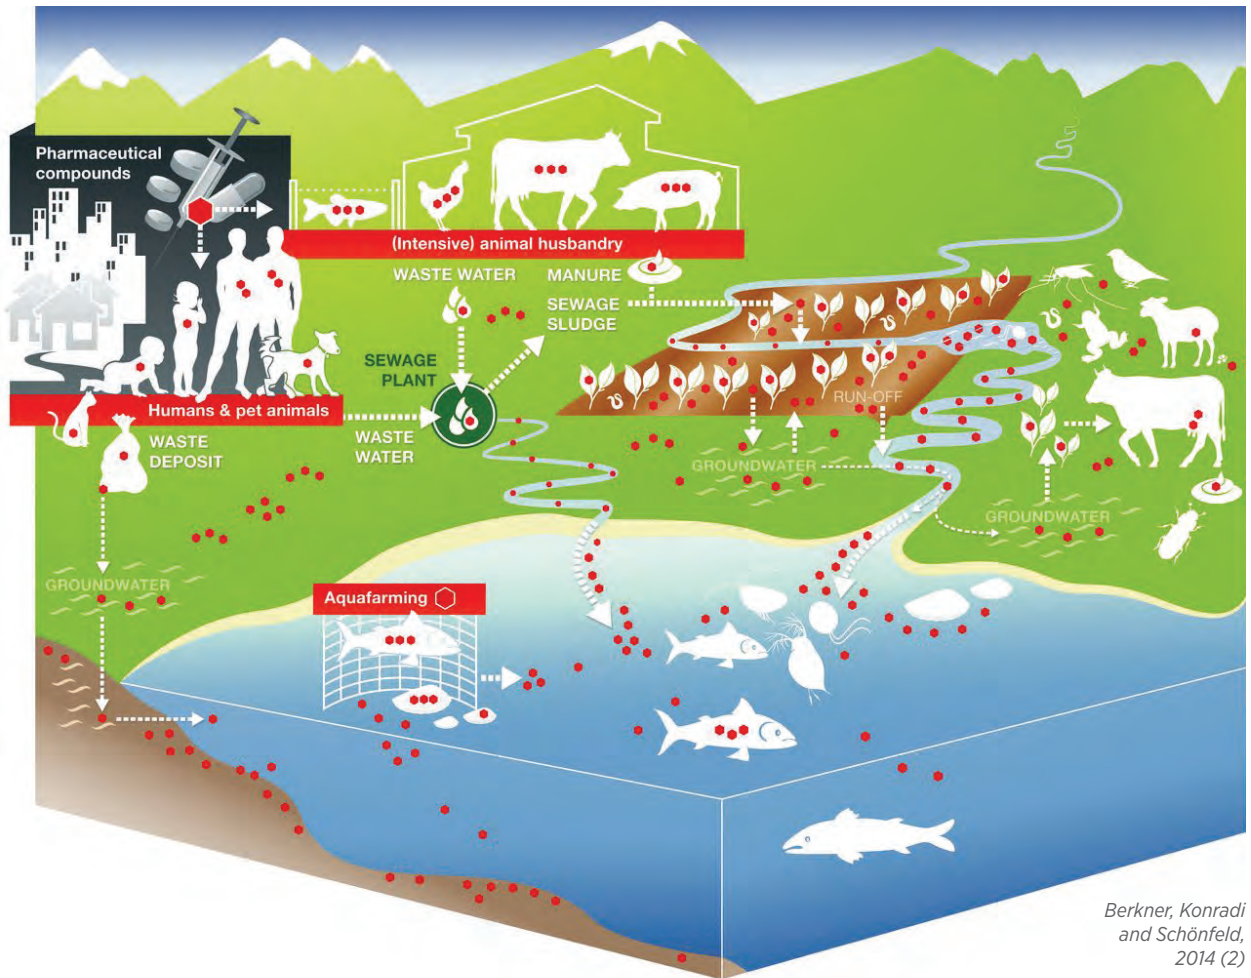 Pharmaceutical
compounds
(Intensive) animal husbandry
WASTE WATER
MANURE
SEWAGE
SLUDGE
SEWAGE
PLANT
Humans & pet animals
WASTE
DEPOSIT
WASTE
WATER
RUN-OFF
GROUNDWATER
GROUNDWATER
GROUNDWATER
Aquafarming
Berkner, Konradi
and Schönfeld,
2014 (2)